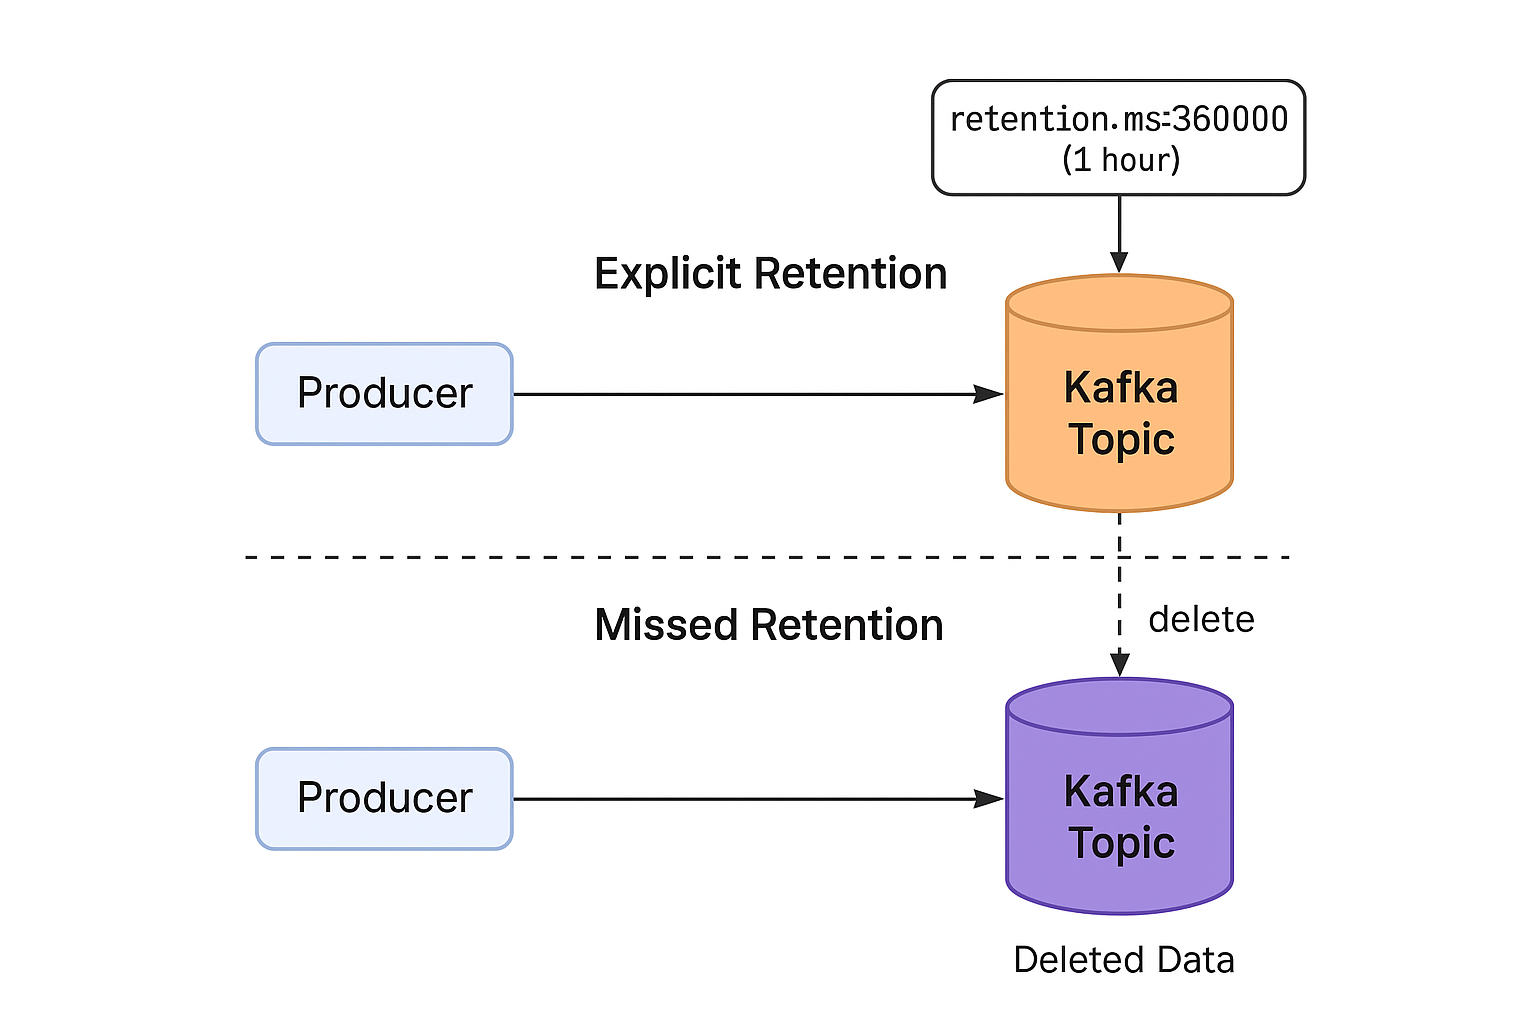 retention.ms=360000
(1 hour)
Explicit Retention
Producer
Kafka
Topic
Missed Retention
delete
Producer
Kafka
Topic
Deleted Data